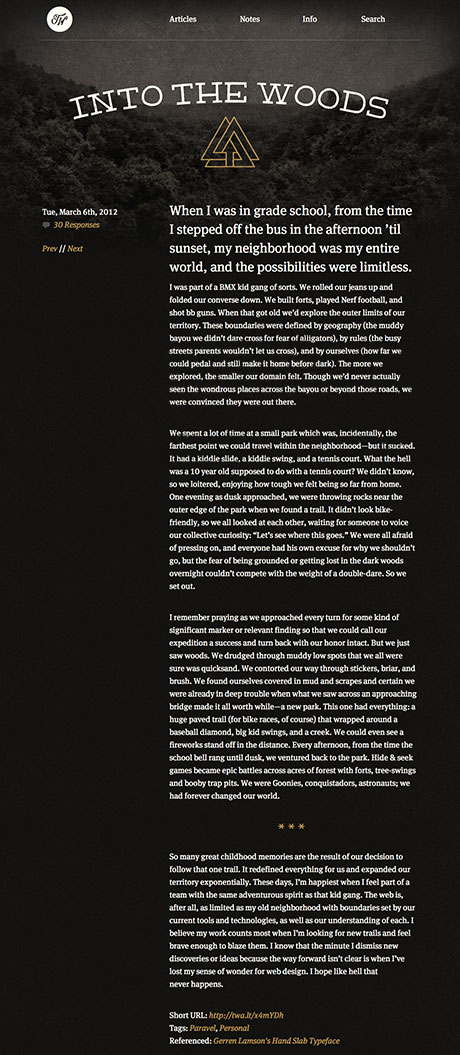 TW
Articles Notes Info Search
INTO THE WOODS
Tue, March 6th, 2012
30 Responses
Prev // Next
When I was in grade school, from the time
I stepped off the bus in the afternoon ’til
sunset, my neighborhood was my entire
world, and the possibilities were limitless.
I was part of a BMX kid gang of sorts. We rolled our jeans up and
folded our converse down. We built forts, played Nerf football, and
shot bb guns. When that got old we’d explore the outer limits of our
territory. These boundaries were defined by geography (the muddy
bayou we didn’t dare cross for fear of alligators), by rules (the busy
streets parents wouldn’t let us cross), and by ourselves (how far we
could pedal and still make it home before dark). The more we
explored, the smaller our domain felt. Though we’d never actually
seen the wondrous places across the bayou or beyond those roads, we
were convinced they were out there.
We spent a lot of time at a small park which was, incidentally, the
farthest point we could travel within the neighborhood—but it sucked.
It had a kiddie slide, a kiddie swing, and a tennis court. What the hell
was a 10 year old supposed to do with a tennis court? We didn’t know,
so we loitered, enjoying how tough we felt being so far from home.
One evening as dusk approached, we were throwing rocks near the
outer edge of the park when we found a trail. It didn’t look bike-
friendly, so we all looked at each other, waiting for someone to voice
our collective curiosity: “Let’s see where this goes.” We were all afraid
of pressing on, and everyone had his own excuse for why we shouldn’t
go, but the fear of being grounded or getting lost in the dark woods
overnight couldn’t compete with the weight of a double-dare. So we
set out.
I remember praying as we approached every turn for some kind of
significant marker or relevant finding so that we could call our
expedition a success and turn back with our honor intact. But we just
saw woods. We drudged through muddy low spots that we all were
sure was quicksand. We contorted our way through stickers, briar, and
brush. We found ourselves covered in mud and scrapes and certain we
were already in deep trouble when what we saw across an approaching
bridge made it all worth while—a new park. This one had everything: a
huge paved trail (for bike races, of course) that wrapped around a
baseball diamond, big kid swings, and a creek. We could even see a
fireworks stand off in the distance. Every afternoon, from the time the
school bell rang until dusk, we ventured back to the park. Hide & seek
games became epic battles across acres of forest with forts, tree-swings
and booby trap pits. We were Goonies, conquistadors, astronauts; we
had forever changed our world.
* * *
So many great childhood memories are the result of our decision to
follow that one trail. It redefined everything for us and expanded our
territory exponentially. These days, I’m happiest when I feel part of a
team with the same adventurous spirit as that kid gang. The web is,
after all, as limited as my old neighborhood with boundaries set by our
current tools and technologies, as well as our understanding of each. I
believe my work counts most when I’m looking for new trails and feel
brave enough to blaze them. I know that the minute I dismiss new
discoveries or ideas because the way forward isn’t clear is when I’ve
lost my sense of wonder for web design. I hope like hell that
never happens.
Short URL: http://twa.lt/x4mYDh
Tags: Paravel, Personal
Referenced: Gerren Lamson's Hand Slab Typeface